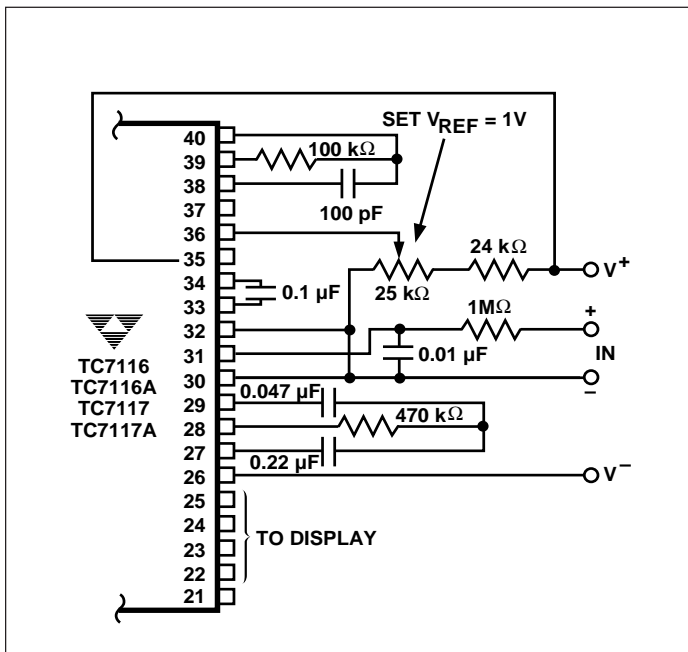 SET VREF = 1V
40
39
100 kΩ
38
100 pF
37
36
24 kΩ
V+
35
25 kΩ
34
0.1 µF
33
1MΩ
+
32
31
0.01 µF
IN
30
–
TC7116
TC7116A
TC7117
TC7117A
29
0.047 µF
28
470 kΩ
27
0.22 µF
26
V–
25
24
TO DISPLAY
23
22
21